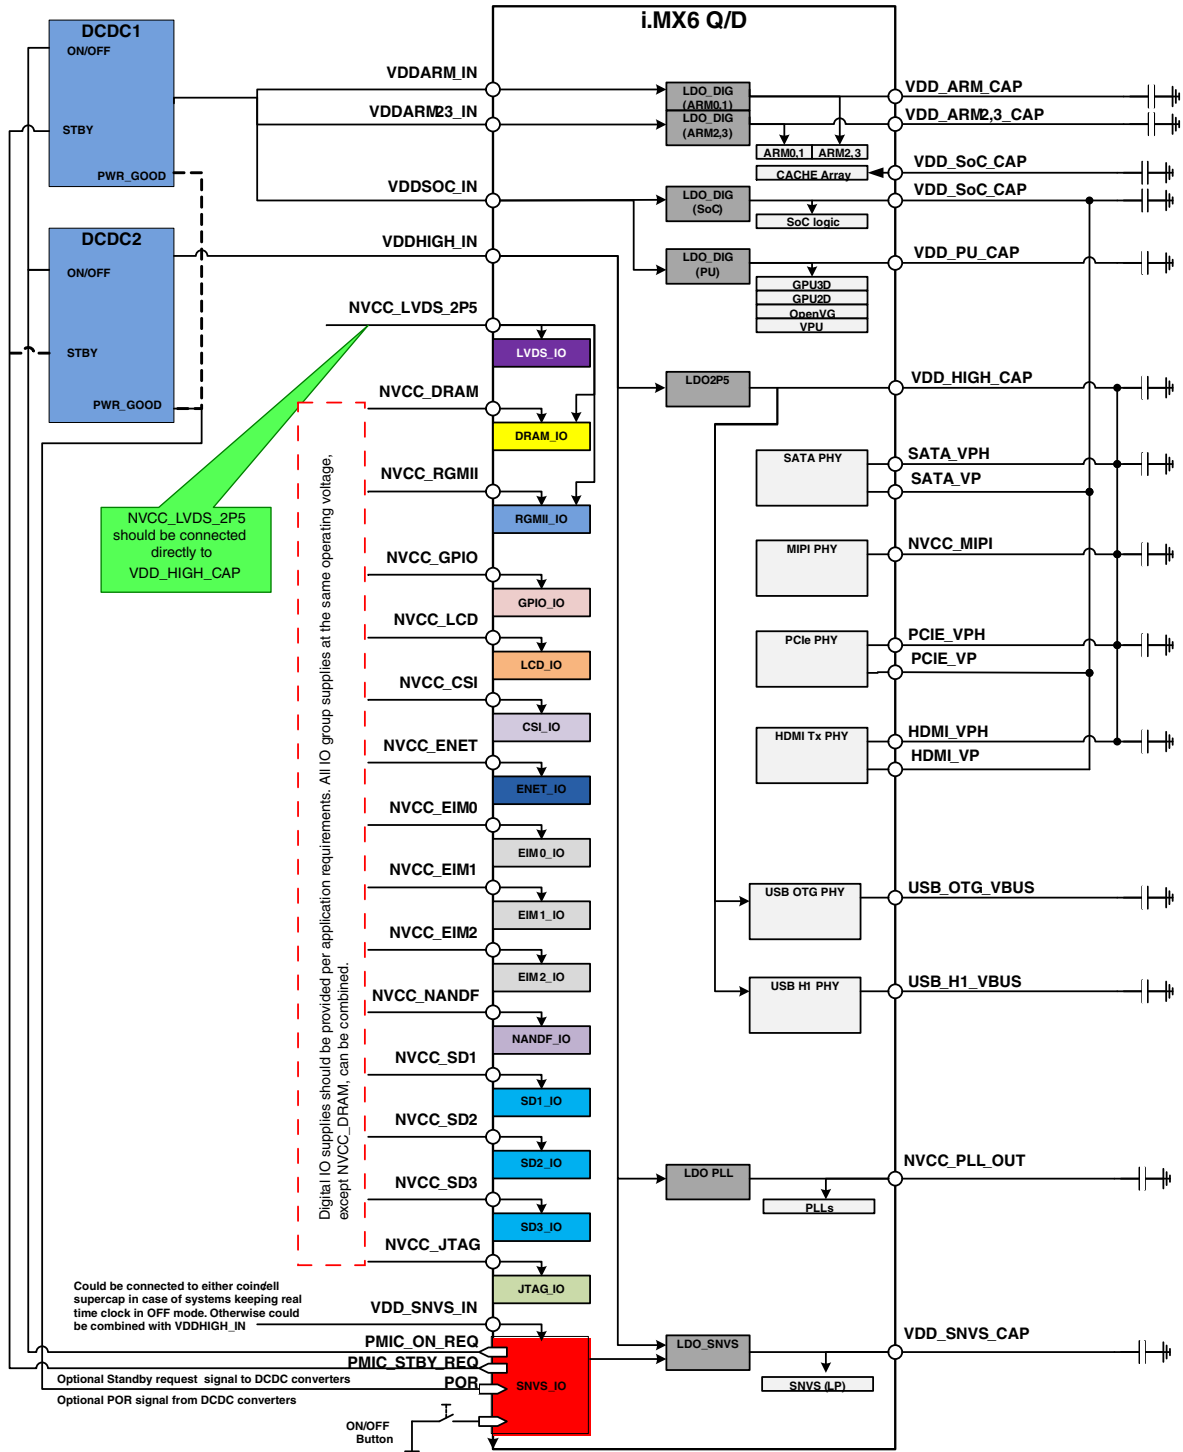 i.MX6 Q/D
DCDC1
ON/OFF
STBY
PWR_GOOD
DCDC2
ON/OFF
STBY
PWR_GOOD
VDDARM_IN
VDDARM23_IN
VDDSOC_IN
VDDHIGH_IN
NVCC_LVDS_2P5
LVDS_IO
NVCC_DRAM
DRAM_IO
NVCC_RGMII
RGMII_IO
NVCC_LVDS_2P5
should be connected
directly to
VDD_HIGH_CAP
NVCC_GPIO
GPIO_IO
NVCC_LCD
LCD_IO
NVCC_CSI
CSI_IO
NVCC_ENET
ENET_IO
NVCC_EIM0
EIM0_IO
NVCC_EIM1
EIM1_IO
NVCC_EIM2
EIM2_IO
NVCC_NANDF
NANDF_IO
NVCC_SD1
SD1_IO
NVCC_SD2
SD2_IO
NVCC_SD3
SD3_IO
NVCC_JTAG
JTAG_IO
Digital IO supplies should be provided per application requirements. All IO group supplies at the same operating voltage,
except NVCC_DRAM, can be combined.
Could be connected to either
supercap in case of systems keeping real
time clock in OFF mode. Otherwise could
be combined with VDDHIGH_IN
VDD_SNVS_IN
PMIC_ON_REQ
PMIC_STBY_REQ
Optional Standby request signal to DCDC converters
POR
Optional POR signal from DCDC converters
SNVS_IO
ON/OFF
Button
LDO_DIG
(ARM0,1)
LDO_DIG
(ARM2,3)
ARM0,1
ARM2,3
CACHE Array
LDO_DIG
(SoC)
SoC logic
LDO_DIG
(PU)
GPU3D
GPU2D
OpenVG
VPU
LDO2P5
SATA PHY
MIPI PHY
PCIe PHY
HDMI Tx PHY
USB OTG PHY
USB H1 PHY
LDO PLL
PLLs
LDO_SNVS
SNVS (LP)
VDD_ARM_CAP
VDD_ARM2,3_CAP
VDD_SoC_CAP
VDD_SoC_CAP
VDD_PU_CAP
VDD_HIGH_CAP
SATA_VPH
SATA_VP
NVCC_MIPI
PCIE_VPH
PCIE_VP
HDMI_VPH
HDMI_VP
USB_OTG_VBUS
USB_H1_VBUS
NVCC_PLL_OUT
VDD_SNVS_CAP